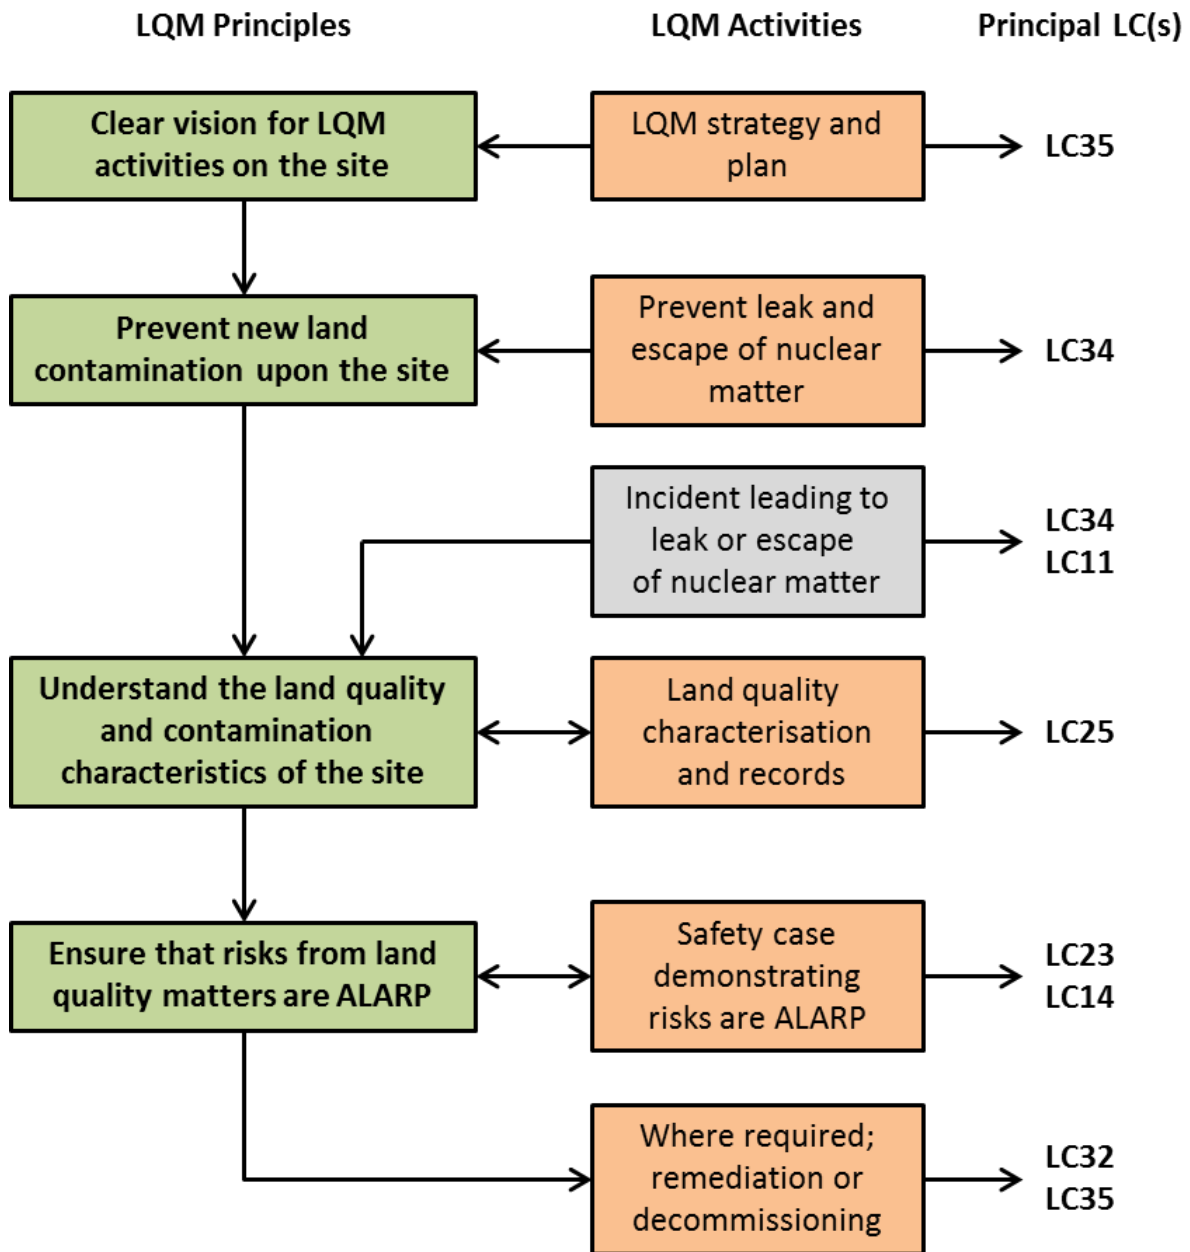 LQM Principles
LQM Activities
Principal LC(s)
Clear vision for LQM
activities on the site
LQM strategy and
plan
LC35
Prevent new land
contamination upon the site
Prevent leak and
escape of nuclear
matter
LC34
Incident leading to
leak or escape
of nuclear matter
LC34
LC11
Understand the land quality
and contamination
characteristics of the site
Land quality
characterisation
and records
LC25
Ensure that risks from land
quality matters are ALARP
Safety case
demonstrating
risks are ALARP
LC23
LC14
Where required;
remediation or
decommissioning
LC32
LC35